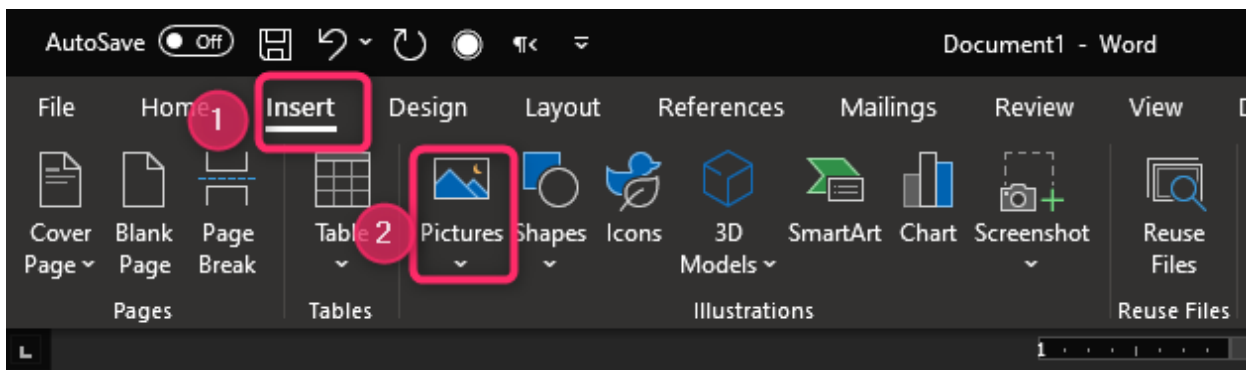 AutoSave Off ¶< Document1 - Word
File Home Insert Design Layout References Mailings Review View D
1
Cover Blank Page Table 2 Pictures Shapes Icons 3D SmartArt Chart Screenshot Reuse
Page Page Break Models Files
Pages Tables Illustrations Reuse Files
L 1